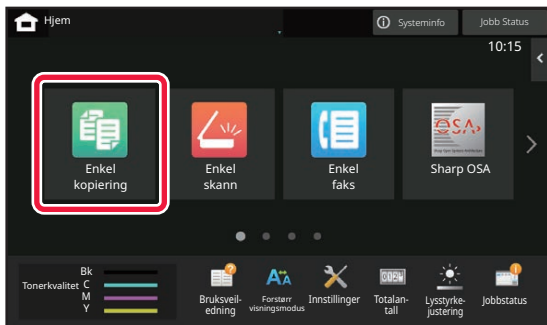 Hjem
Systeminfo
Jobb Status
10:15
Enkel
kopiering
Enkel
skann
Enkel
faks
Sharp OSA
Bk
Tonerkvalitet C
M
Y
Bruksveil-
edning
Forstørr
visningsmodus
Innstillinger
Totalan-
tall
Lysstyrke-
justering
Jobbstatus